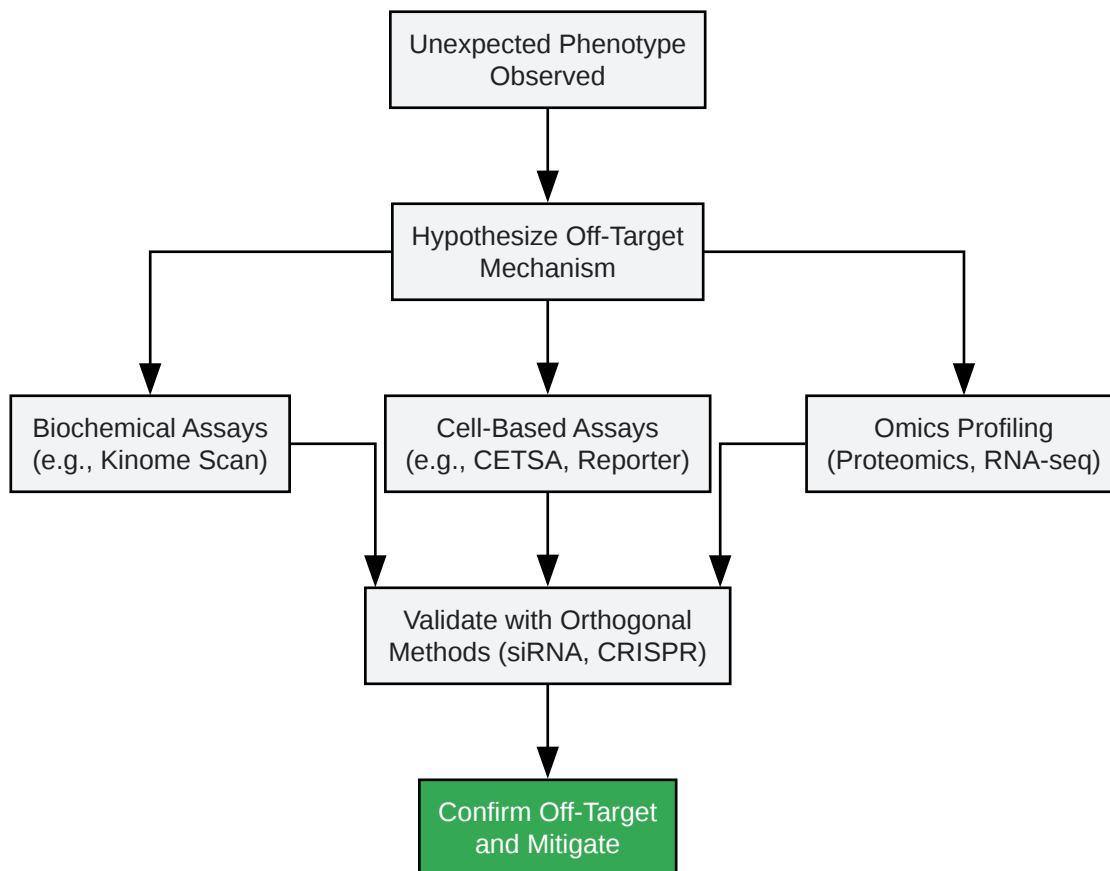 Unexpected Phenotype
Observed
Hypothesize Off-Target
Mechanism
Biochemical Assays
(e.g., Kinome Scan)
Cell-Based Assays
(e.g., CETSA, Reporter)
Omics Profiling
(Proteomics, RNA-seq)
Validate with Orthogonal
Methods (siRNA, CRISPR)
Confirm Off-Target
and Mitigate